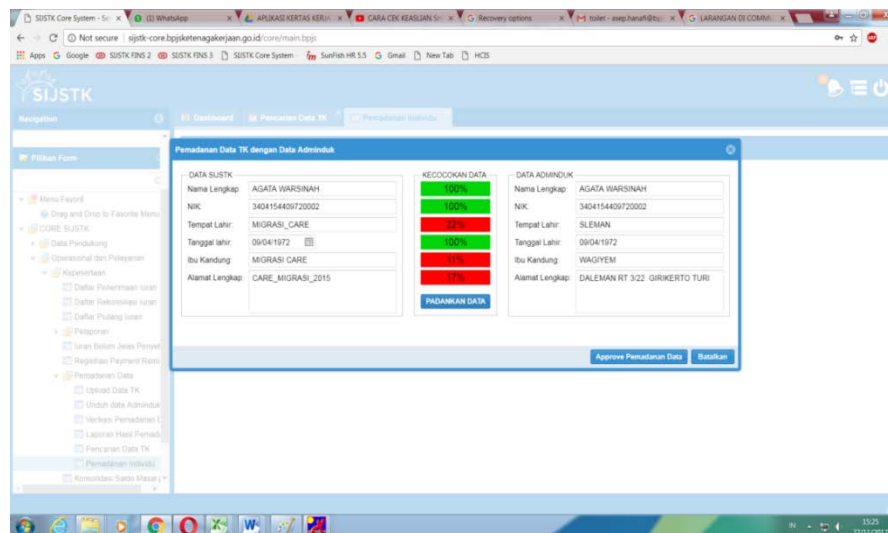 SIJSTK Core System - Si
(1) WhatsApp
APLIKASI KERTAS KERJA
CARA CEK KEASLIAN S
Recovery options
M toilet - asep.hanafi@b
LARANGAN DI COMM
Not secure | sijstk-core.bpjsketenagakerjaan.go.id/core/main.bpjs
Apps Google SIJSTK FINS 2 SIJSTK FINS 3 SIJSTK Core System SunFish HR 5.5 Gmail New Tab HCIS
SIJSTK
Navigation Dashboard Pencarian Data TK Pemadanan Individu
Pilihan Form
Menu Favorit
Drag and Drop to Favorite Menu
CORE SIJSTK
Data Pendukung
Operasional dan Pelayanan
Kepesertaan
Daftar Penerimaan Iuran
Daftar Rekonsiliasi Iuran
Daftar Piutang Iuran
Pelaporan
Iuran Belum Jelas Penyet
Registrasi Payment Remi
Pemadanan Data
Upload Data TK
Unduh data Adminduk
Verifikasi Pemadanan D
Laporan Hasil Pemada
Pencarian Data TK
Pemadanan Individu
Konsolidasi Saldo Masal
Pemadanan Data TK dengan Data Adminduk
DATA SIJSTK KECOCOKAN DATA DATA ADMINDUK
Nama Lengkap: AGATA WARSINAH 100% Nama Lengkap: AGATA WARSINAH
NIK: 3404154409720002 100% NIK: 3404154409720002
Tempat Lahir: MIGRASI_CARE 22% Tempat Lahir: SLEMAN
Tanggal lahir: 09/04/1972 100% Tanggal Lahir: 09/04/1972
Ibu Kandung: MIGRASI CARE 11% Ibu Kandung: WAGIYEM
Alamat Lengkap: CARE_MIGRASI_2015 17% Alamat Lengkap: DALEMAN RT 3/22 GIRIKERTO TURI
PADANKAN DATA
Approve Pemadanan Data Batalkan
IN 15:25